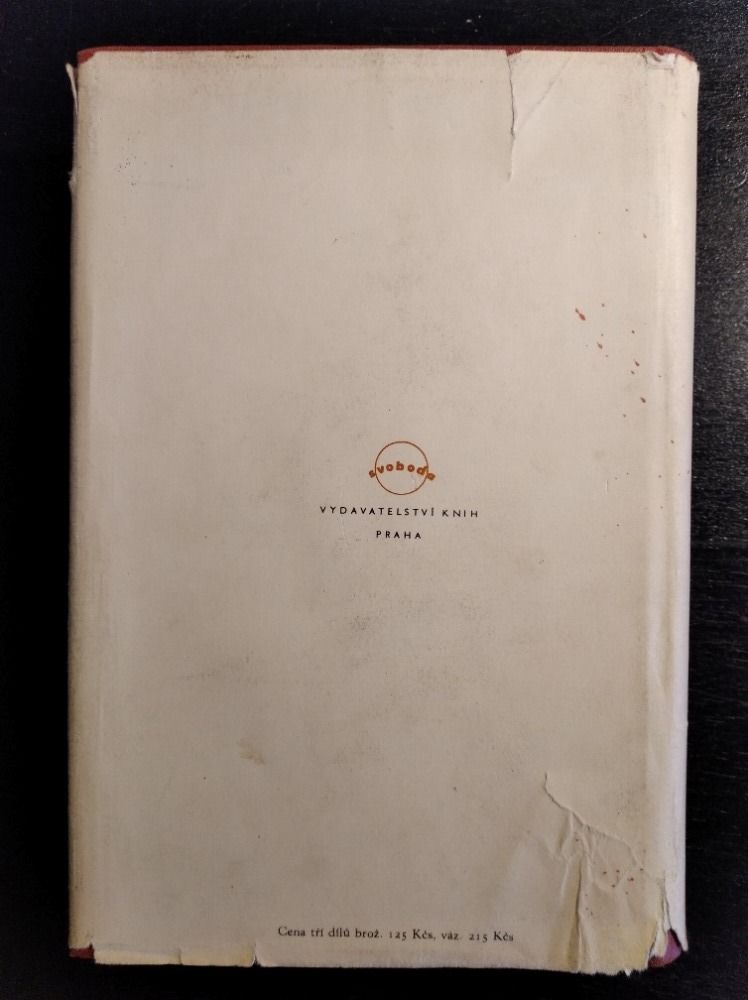 svoboda
VYDAVATELSTVÍ KNIH
PRAHA
Cena tří dílů brož. 125 Kčs, váz. 215 Kčs